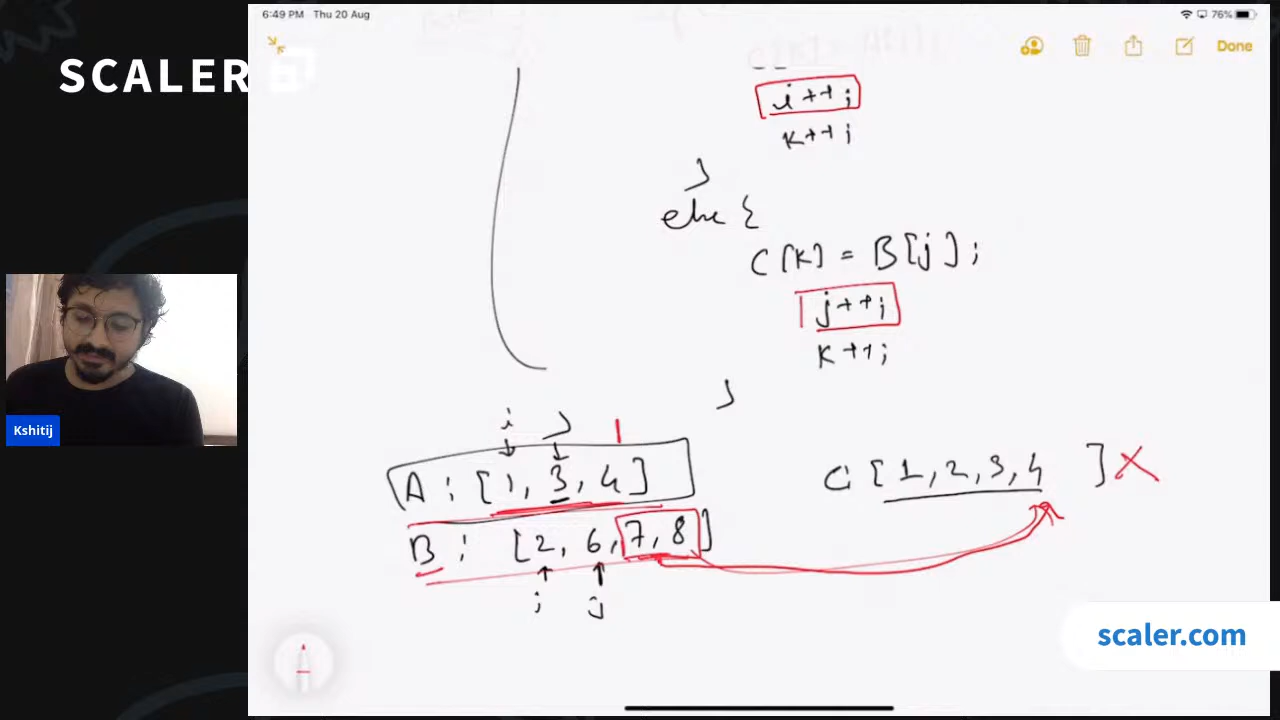 6:49 PM Thu 20 Aug
76%
SCALER
Done
i++;
k++;
}
else {
C[K] = B[j];
j++;
K++;
}
Kshitij
i
A : [1, 3, 4]
C [1, 2, 3, 4 ]
B : [2, 6, 7, 8]
j
scaler.com